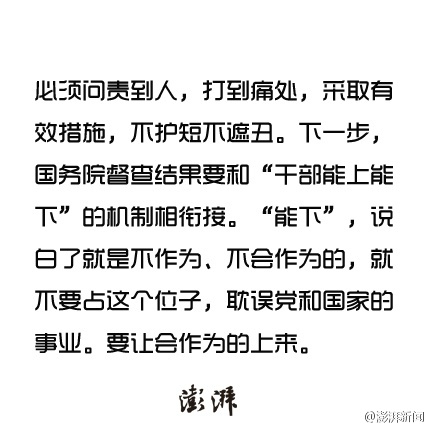 必须问责到人，打到痛处，采取有
效措施，不护短不遮丑。下一步，
国务院督查结果要和“干部能上能
下”的机制相衔接。“能下”，说
白了就是不作为、不会作为的，就
不要占这个位子，耽误党和国家的
事业。要让会作为的上来。
澎湃
@澎湃新闻